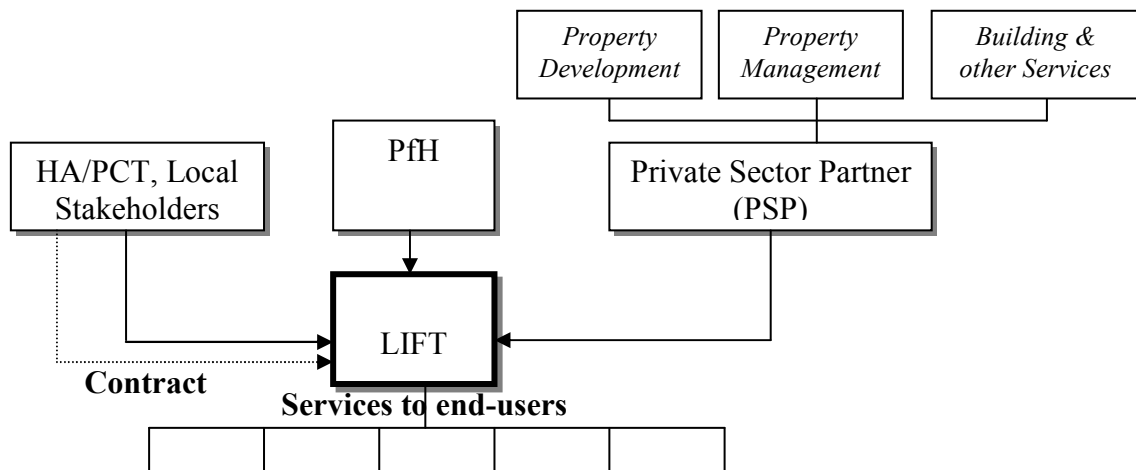 Property
Development
Property
Management
Building &
other Services
PfH
HA/PCT, Local
Stakeholders
Private Sector Partner
(PSP)
LIFT
Contract
Services to end-users